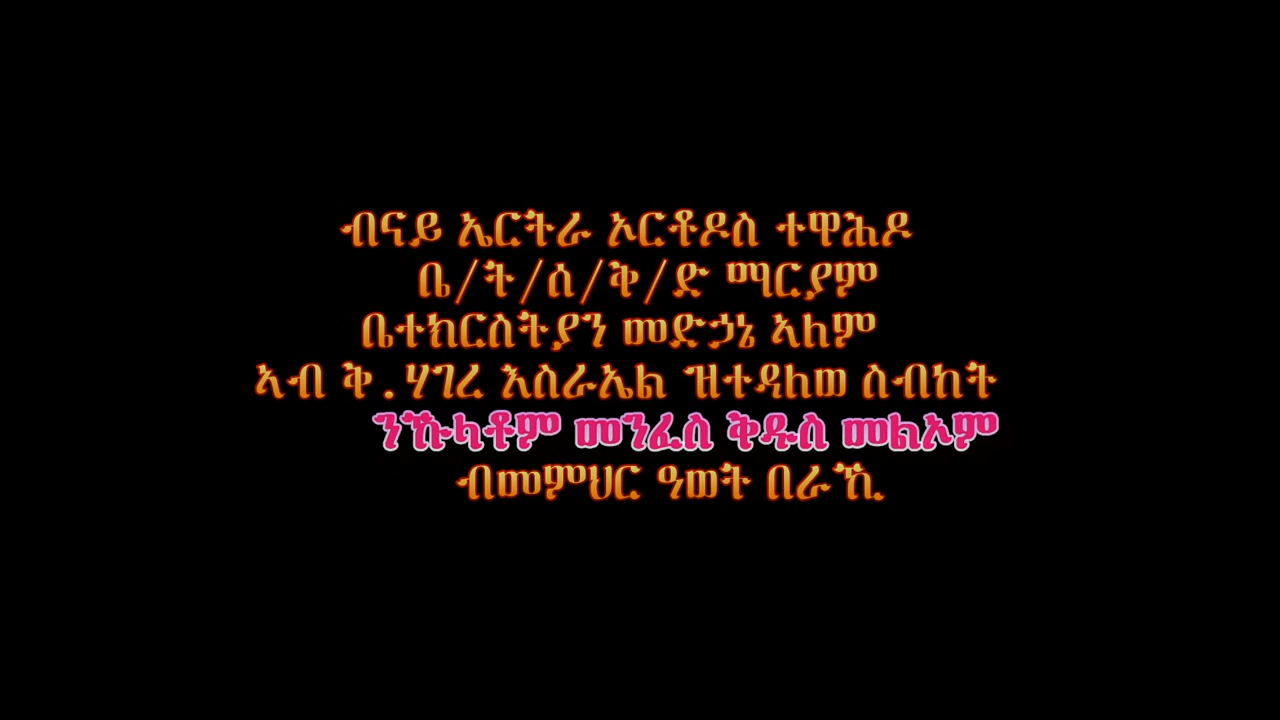 ብናይ ኤርትራ ኦርቶዶስ ተዋሕዶ
ቤ/ት/ሰ/ቅ/ድ ማርያም
ቤተክርስትያን መድኃኔ ኣለም
ኣብ ቅ.ሃገረ እስራኤል ዝተዳለወ ስብከት
ንኹላቶም መንፈስ ቅዱስ መልኦም
ብመምህር ዓወት በራኺ